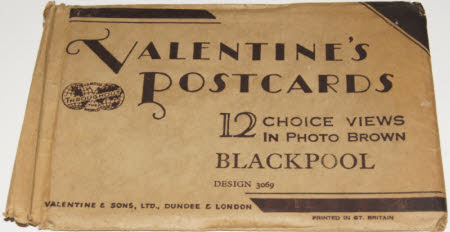 VALENTINE'S
POSTCARDS
12 CHOICE VIEWS
IN PHOTO BROWN
BLACKPOOL
DESIGN 3069
VALENTINE & SONS, LTD., DUNDEE & LONDON
PRINTED IN GT. BRITAIN